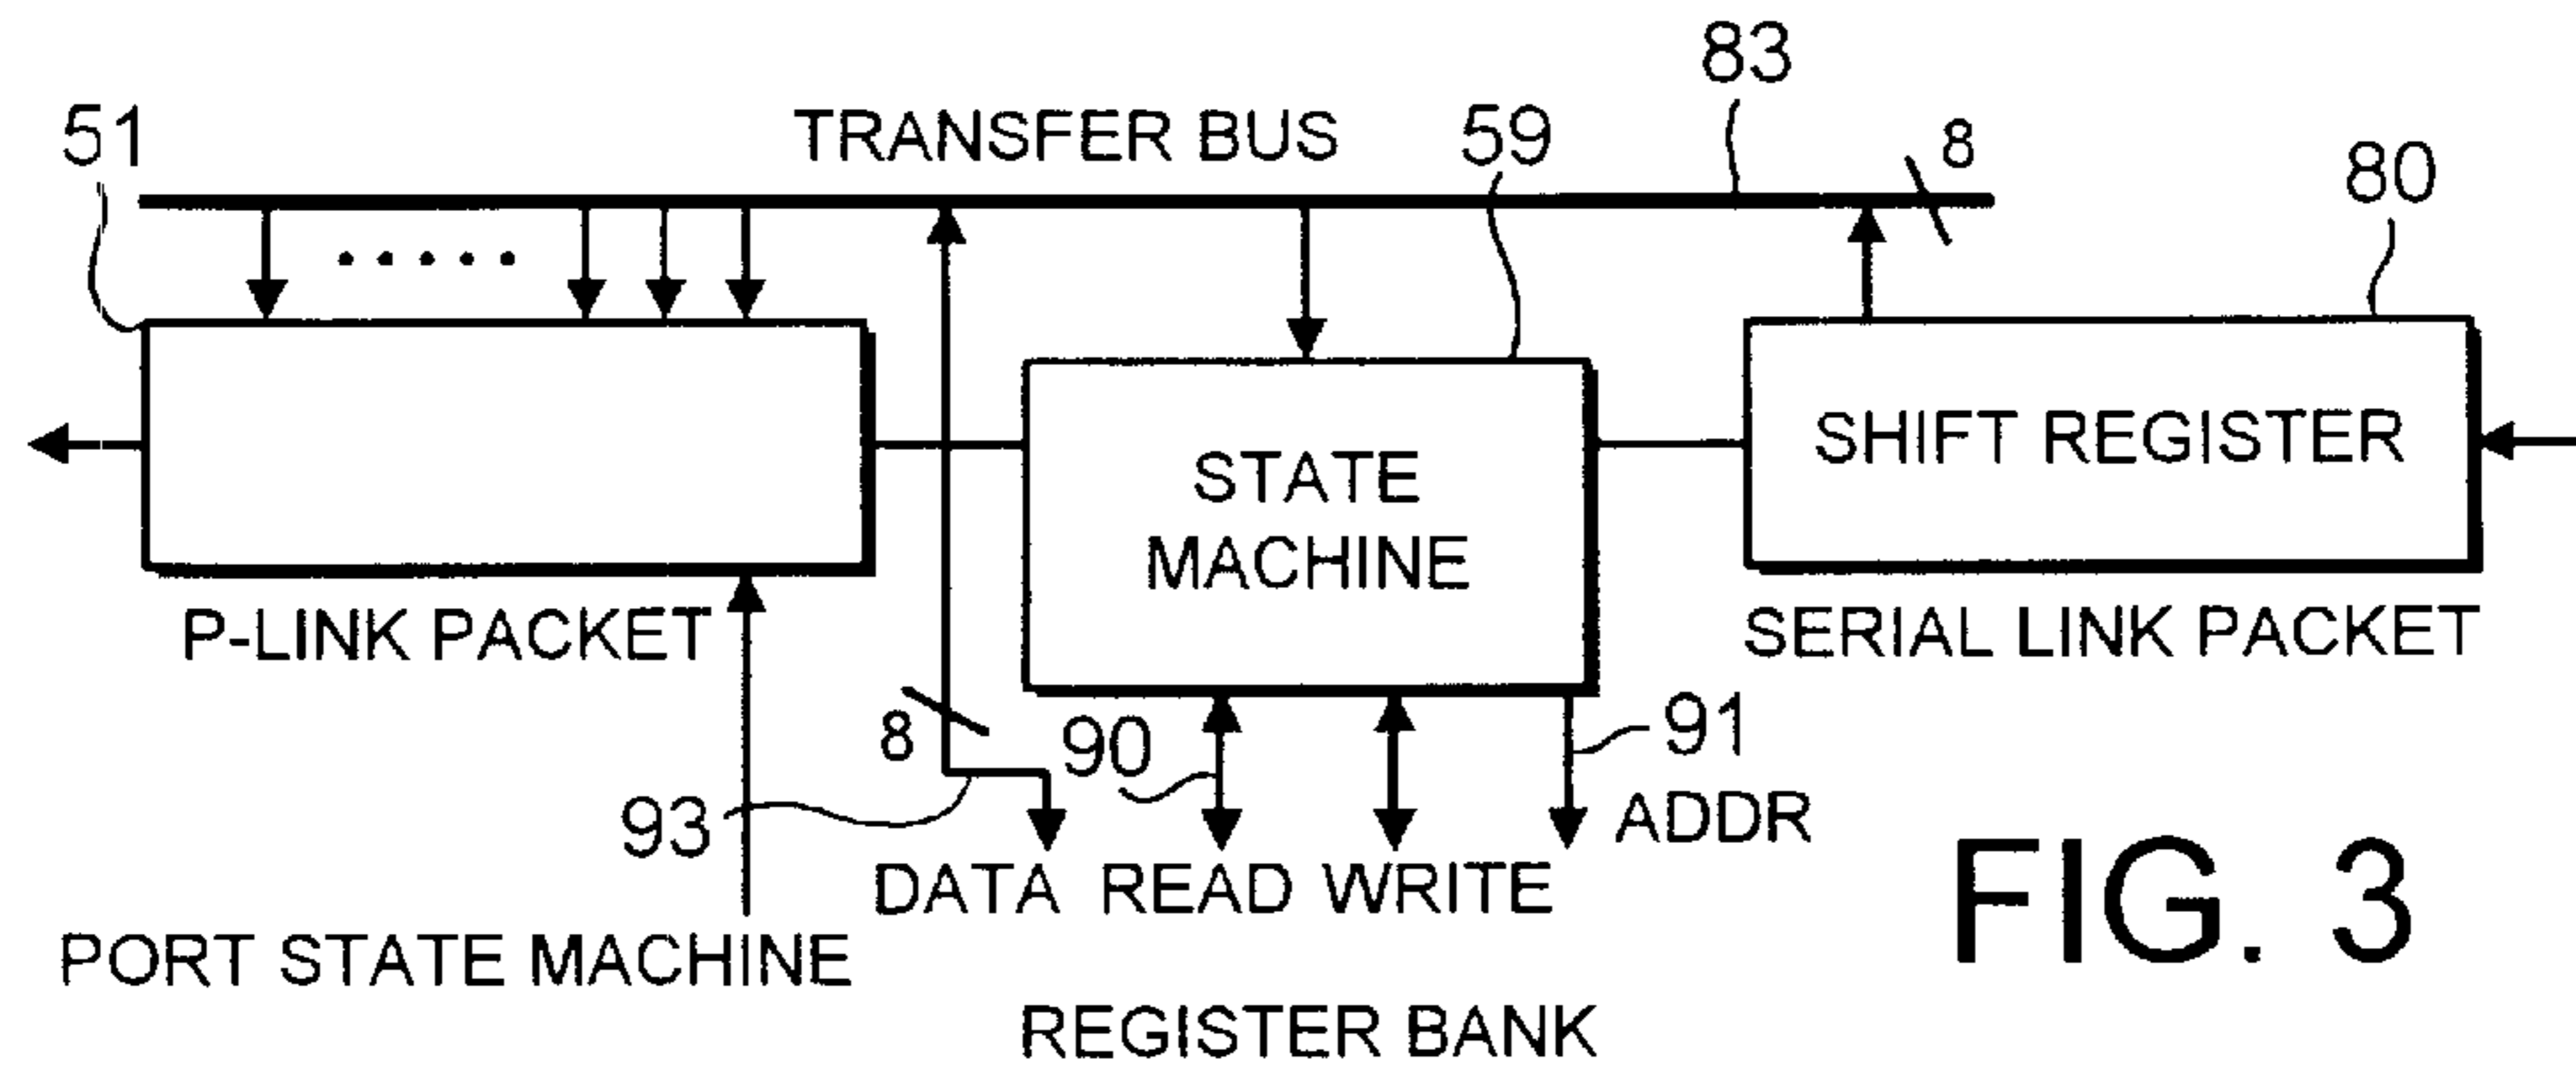 83
51
TRANSFER BUS
59
8
80
STATE
MACHINE
SHIFT REGISTER
P-LINK PACKET
SERIAL LINK PACKET
8
90
91
93
ADDR
DATA READ WRITE
PORT STATE MACHINE
REGISTER BANK
FIG. 3